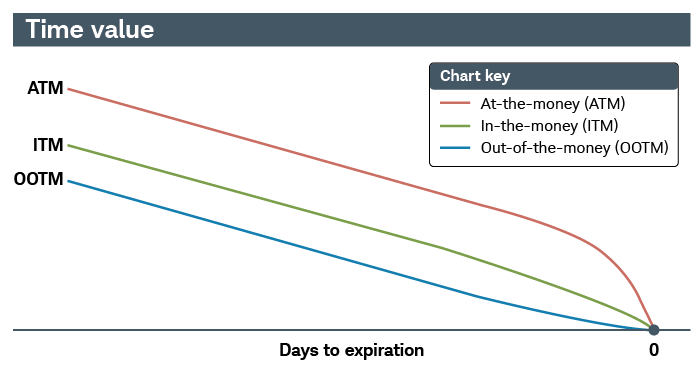 Time value
ATM
ITM
OOTM
Chart key
At-the-money (ATM)
In-the-money (ITM)
Out-of-the-money (OOTM)
Days to expiration
0